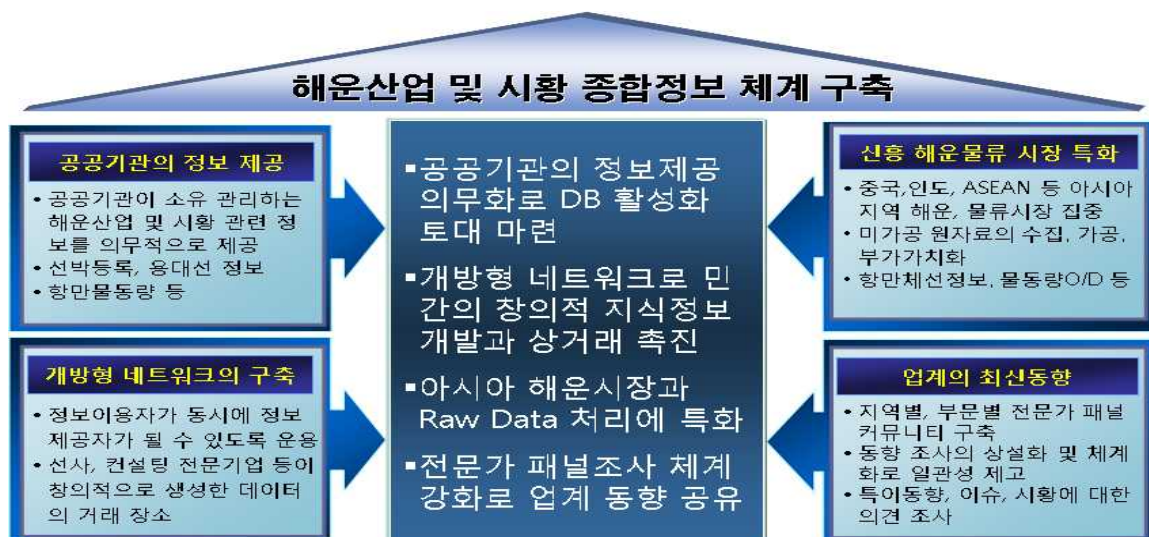 해운산업 및 시황 종합정보 체계 구축
공공기관의 정보 제공
• 공공기관이 소유 관리하는
해운산업 및 시황 관련 정
보를 의무적으로 제공
• 선박등록, 용대선 정보
• 항만물동량 등
개방형 네트워크의 구축
• 정보이용자가 동시에 정보
제공자가 될 수 있도록 운용
• 선사, 컨설팅 전문기업 등이
창의적으로 생성한 데이터
의 거래 장소
▪공공기관의 정보제공
의무화로 DB 활성화
토대 마련
▪개방형 네트워크로 민
간의 창의적 지식정보
개발과 상거래 촉진
▪아시아 해운시장과
Raw Data 처리에 특화
▪전문가 패널조사 체계
강화로 업계 동향 공유
신흥 해운물류 시장 특화
• 중국,인도, ASEAN 등 아시아
지역 해운, 물류시장 집중
• 미가공 원자료의 수집, 가공,
부가가치화
• 항만체선정보, 물동량O/D 등
업계의 최신동향
• 지역별, 부문별 전문가 패널
커뮤니티 구축
• 동향 조사의 상설화 및 체계
화로 일관성 제고
• 특이동향, 이슈, 시황에 대한
의견 조사